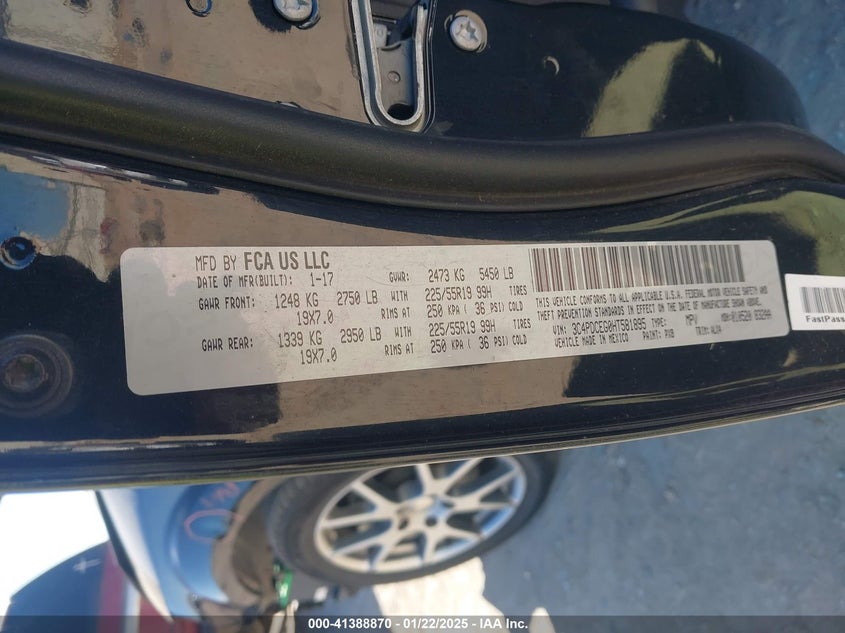 MFD BY FCA US LLC
DATE OF MFR(BUILT): 1-17 GVWR: 2473 KG 5450 LB
GAWR FRONT: 1248 KG 2750 LB WITH 225/55R19 99H TIRES
19X7.0 RIMS AT 250 KPA ( 36 PSI) COLD
GAWR REAR: 1339 KG 2950 LB WITH 225/55R19 99H TIRES
19X7.0 RIMS AT 250 KPA ( 36 PSI) COLD
THIS VEHICLE CONFORMS TO ALL APPLICABLE U.S.A. FEDERAL MOTOR VEHICLE SAFETY AND
THEFT PREVENTION STANDARDS IN EFFECT ON THE DATE OF MANUFACTURE SHOWN ABOVE.
VIN: 3C4PDCEG0HT581895 TYPE: MPV
VEHICLE MADE IN MEXICO PAINT: PX8 TRIM:
FastPass
000-41388870 - 01/22/2025 - IAA Inc.